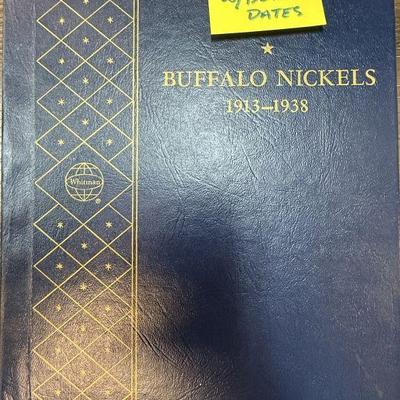 DATES
BUFFALO NICKELS
1913–1938
Whitman
®